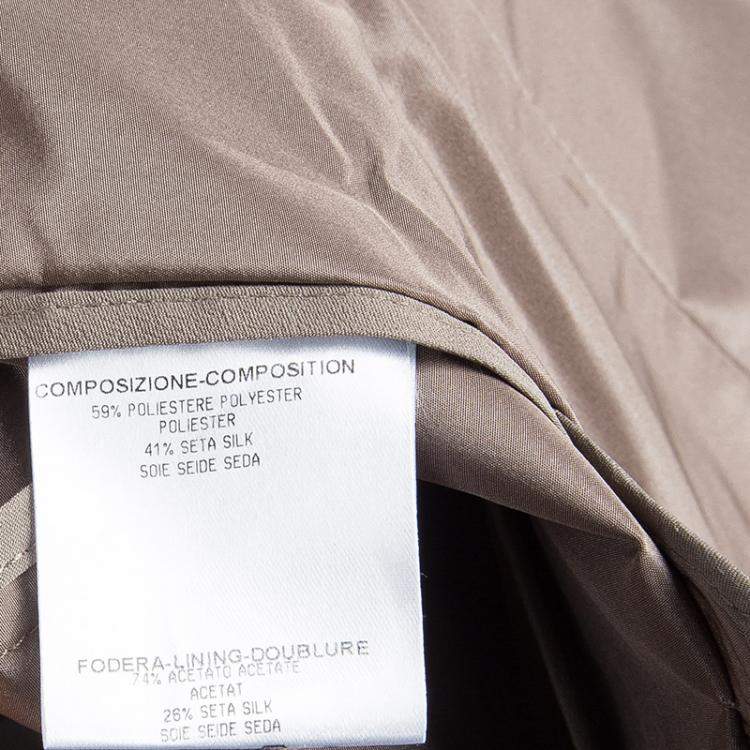 COMPOSIZIONE-COMPOSITION
59% POLIESTERE POLYESTER
POLIESTER
41% SETA SILK
SOIE SEIDE SEDA
FODERA-LINING-DOUBLURE
74% ACETATO ACETATE
ACETAT
26% SETA SILK
SOIE SEIDE SEDA